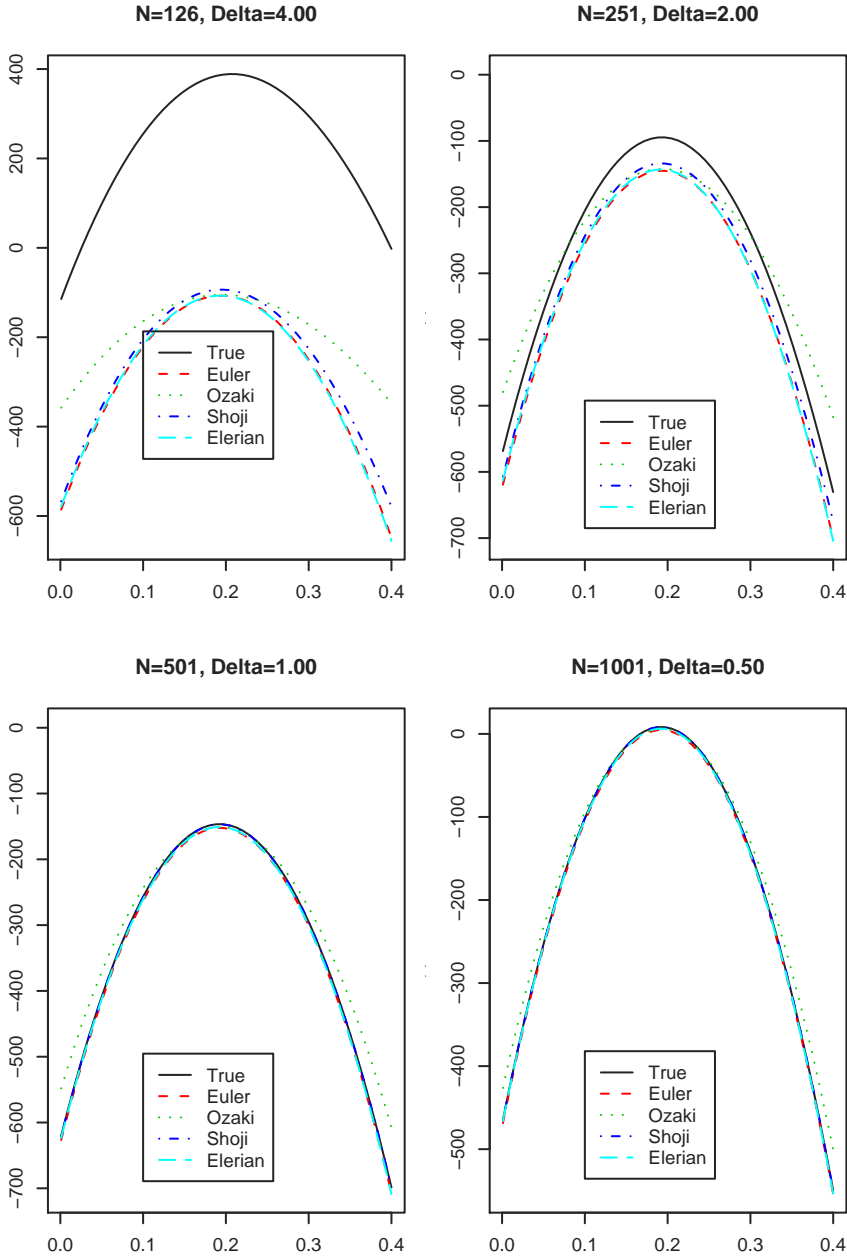 N=126, Delta=4.00
400
200
0
−200
−400
−600
True
Euler
Ozaki
Shoji
Elerian
0.0 0.1 0.2 0.3 0.4
N=251, Delta=2.00
0
−100
−200
−300
−400
−500
−600
−700
True
Euler
Ozaki
Shoji
Elerian
0.0 0.1 0.2 0.3 0.4
N=501, Delta=1.00
0
−100
−200
−300
−400
−500
−600
−700
True
Euler
Ozaki
Shoji
Elerian
0.0 0.1 0.2 0.3 0.4
N=1001, Delta=0.50
0
−100
−200
−300
−400
−500
True
Euler
Ozaki
Shoji
Elerian
0.0 0.1 0.2 0.3 0.4